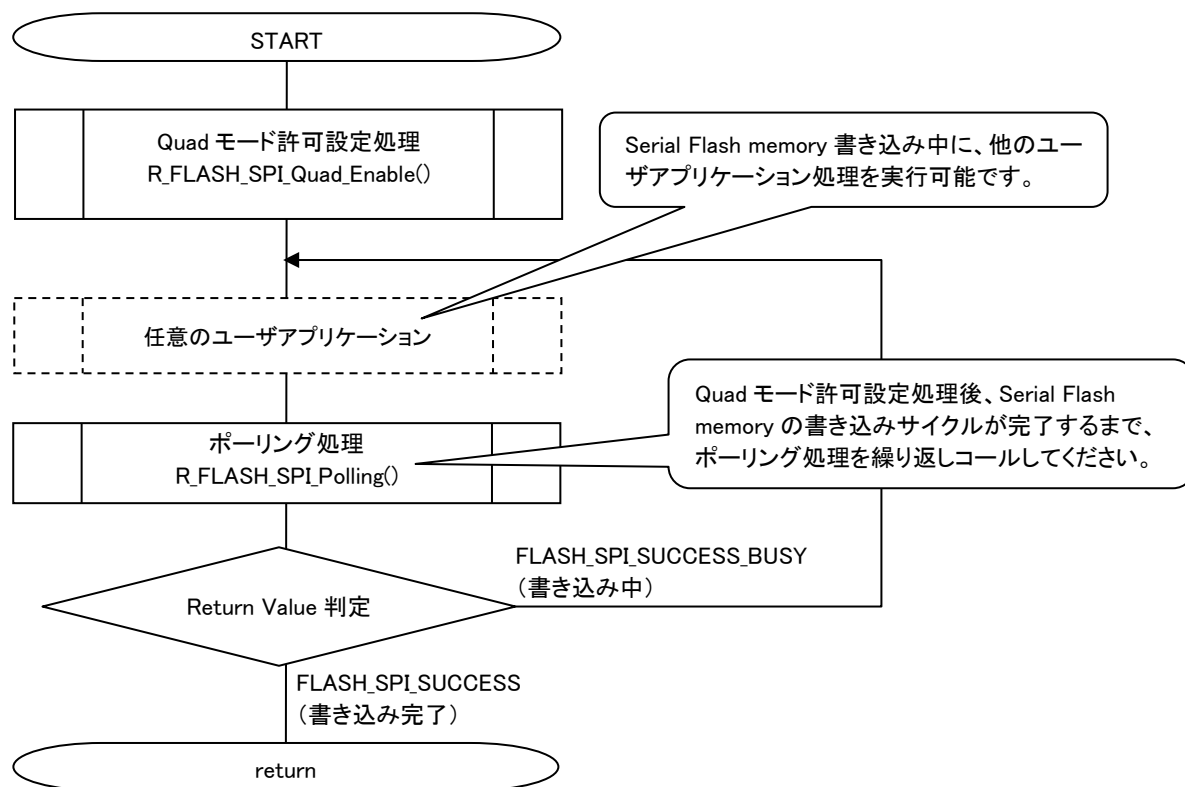 START
Quad モード許可設定処理
R_FLASH_SPI_Quad_Enable()
Serial Flash memory 書き込み中に、他のユー
ザアプリケーション処理を実行可能です。
任意のユーザアプリケーション
Quad モード許可設定処理後、Serial Flash
memory の書き込みサイクルが完了するまで、
ポーリング処理を繰り返しコールしてください。
ポーリング処理
R_FLASH_SPI_Polling()
FLASH_SPI_SUCCESS_BUSY
（書き込み中）
Return Value 判定
FLASH_SPI_SUCCESS
（書き込み完了）
return